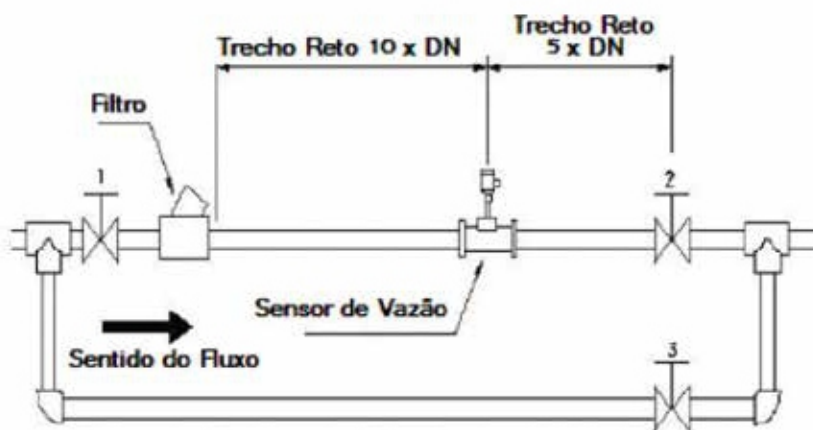 Trecho Reto
Trecho Reto 10 x DN
5 x DN
Filtro
1
2
Sensor de Vazão
Sentido do Fluxo
3